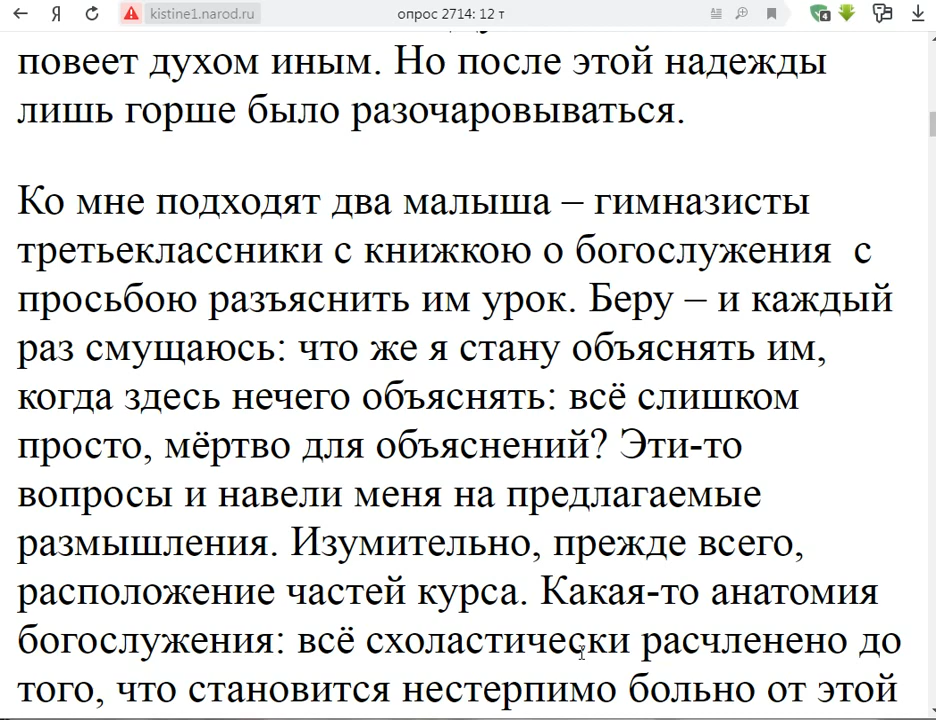 Я kistine1.narod.ru опрос 2714: 12 т 4
повеет духом иным. Но после этой надежды
лишь горше было разочаровываться.
Ко мне подходят два малыша – гимназисты
третьеклассники с книжкою о богослужения с
просьбою разъяснить им урок. Беру – и каждый
раз смущаюсь: что же я стану объяснять им,
когда здесь нечего объяснять: всё слишком
просто, мёртво для объяснений? Эти-то
вопросы и навели меня на предлагаемые
размышления. Изумительно, прежде всего,
расположение частей курса. Какая-то анатомия
богослужения: всё схоластически расчленено до
того, что становится нестерпимо больно от этой